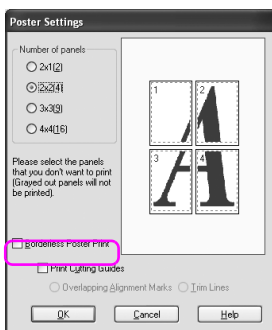 Poster Settings
Number of panels
2x1(2)
2x2(4)
3x3(9)
4x4(16)
1
2
3
4
Please select the panels
that you don't want to print
(Grayed out panels will not
be printed).
Borderless Poster Print
Print Cutting Guides
Overlapping Alignment Marks
Trim Lines
OK
Cancel
Help